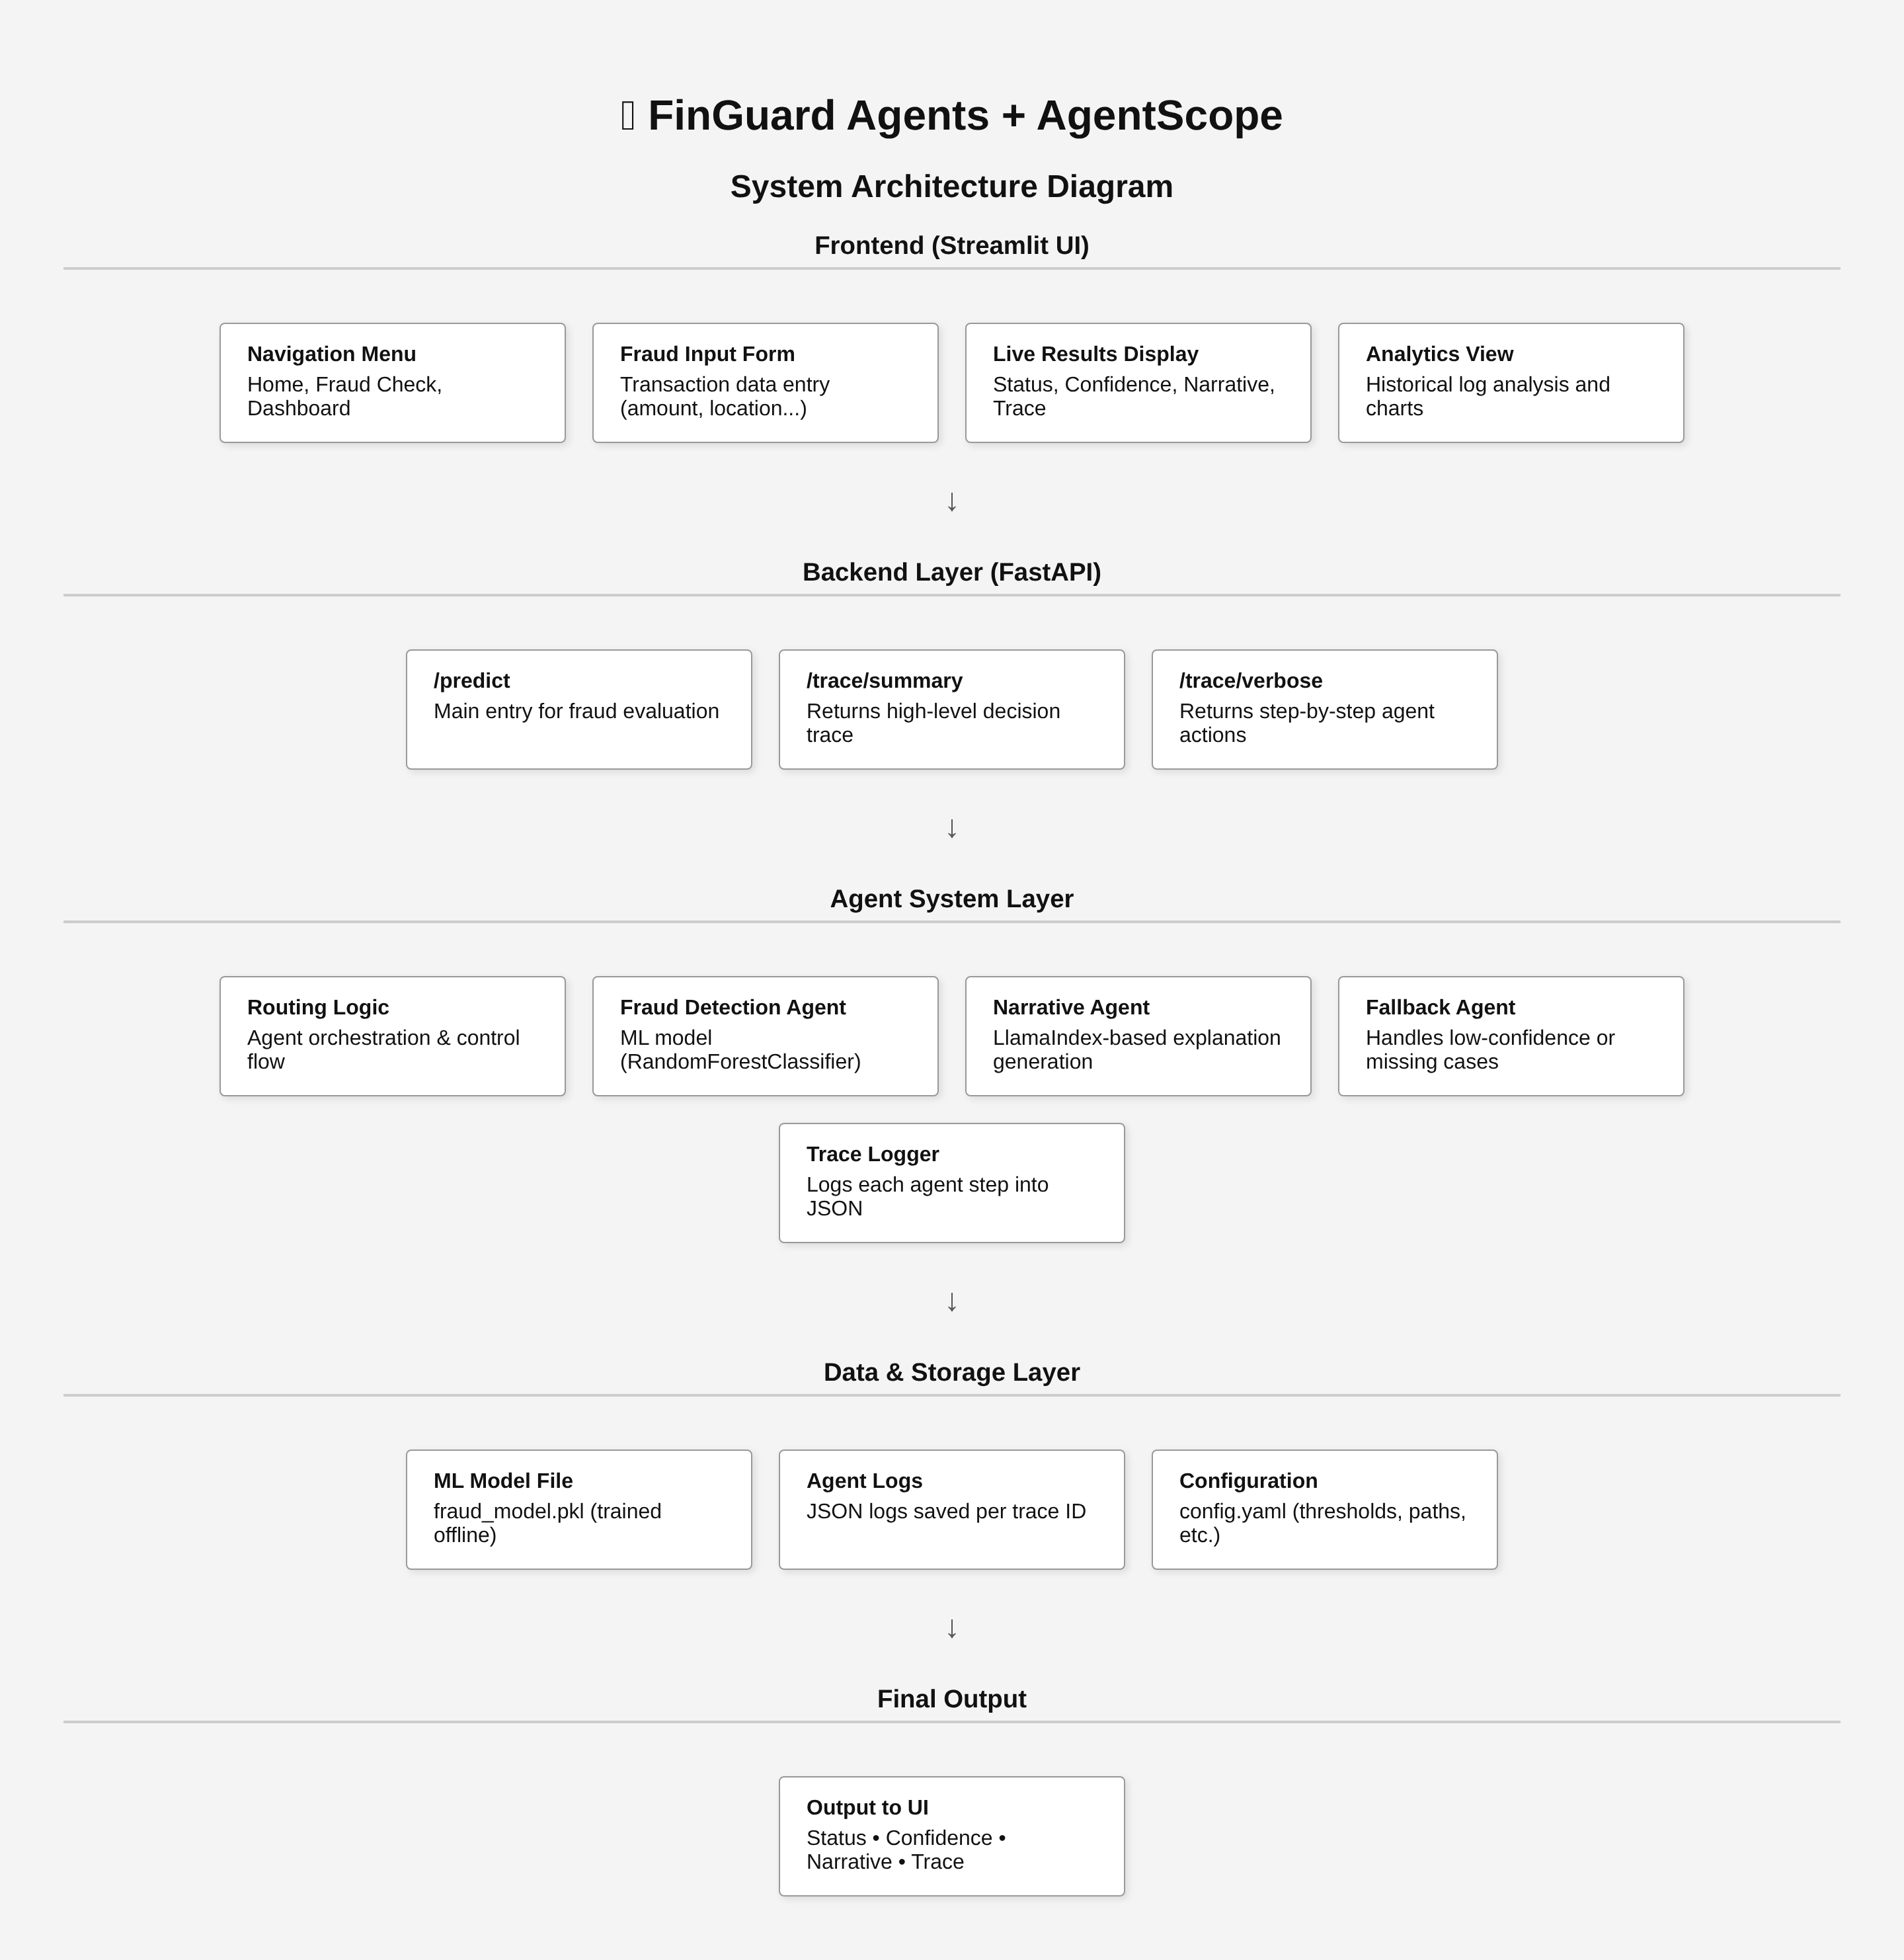 FinGuard Agents + AgentScope
System Architecture Diagram
Frontend (Streamlit UI)
Navigation Menu
Home, Fraud Check,
Dashboard
Fraud Input Form
Transaction data entry
(amount, location...)
Live Results Display
Status, Confidence, Narrative,
Trace
Analytics View
Historical log analysis and
charts
↓
Backend Layer (FastAPI)
/predict
Main entry for fraud evaluation
/trace/summary
Returns high-level decision
trace
/trace/verbose
Returns step-by-step agent
actions
↓
Agent System Layer
Routing Logic
Agent orchestration & control
flow
Fraud Detection Agent
ML model
(RandomForestClassifier)
Narrative Agent
LlamaIndex-based explanation
generation
Fallback Agent
Handles low-confidence or
missing cases
Trace Logger
Logs each agent step into
JSON
↓
Data & Storage Layer
ML Model File
fraud_model.pkl (trained
offline)
Agent Logs
JSON logs saved per trace ID
Configuration
config.yaml (thresholds, paths,
etc.)
↓
Final Output
Output to UI
Status • Confidence •
Narrative • Trace